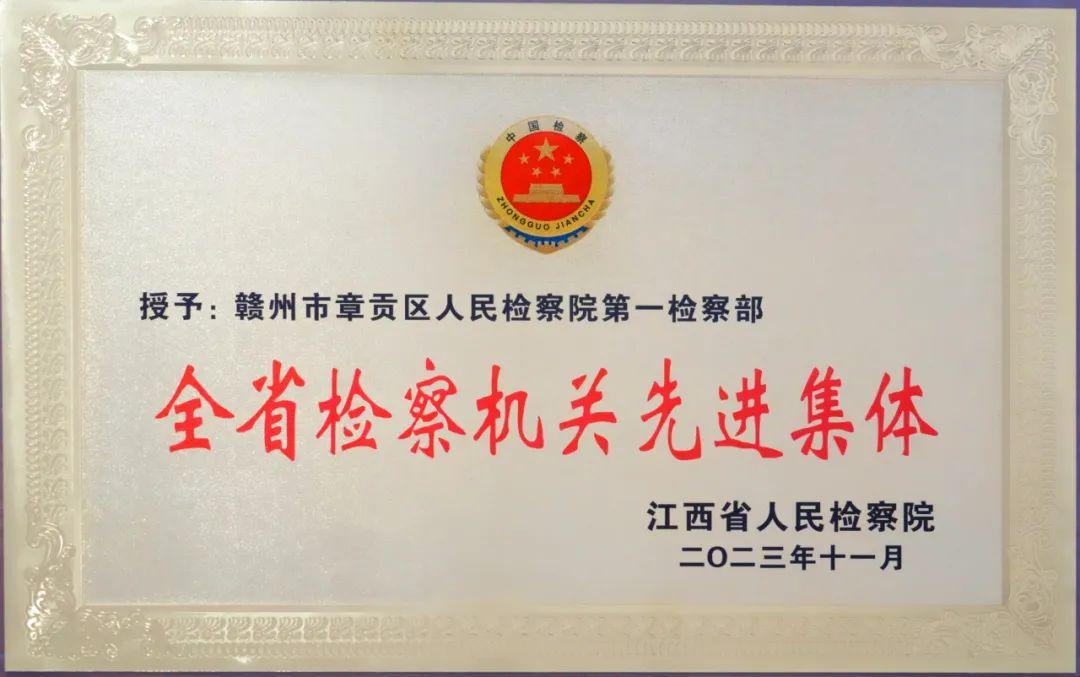 中国检察
ZHONGGUO JIANCHA
授予：赣州市章贡区人民检察院第一检察部
全省检察机关先进集体
江西省人民检察院
二〇二三年十一月